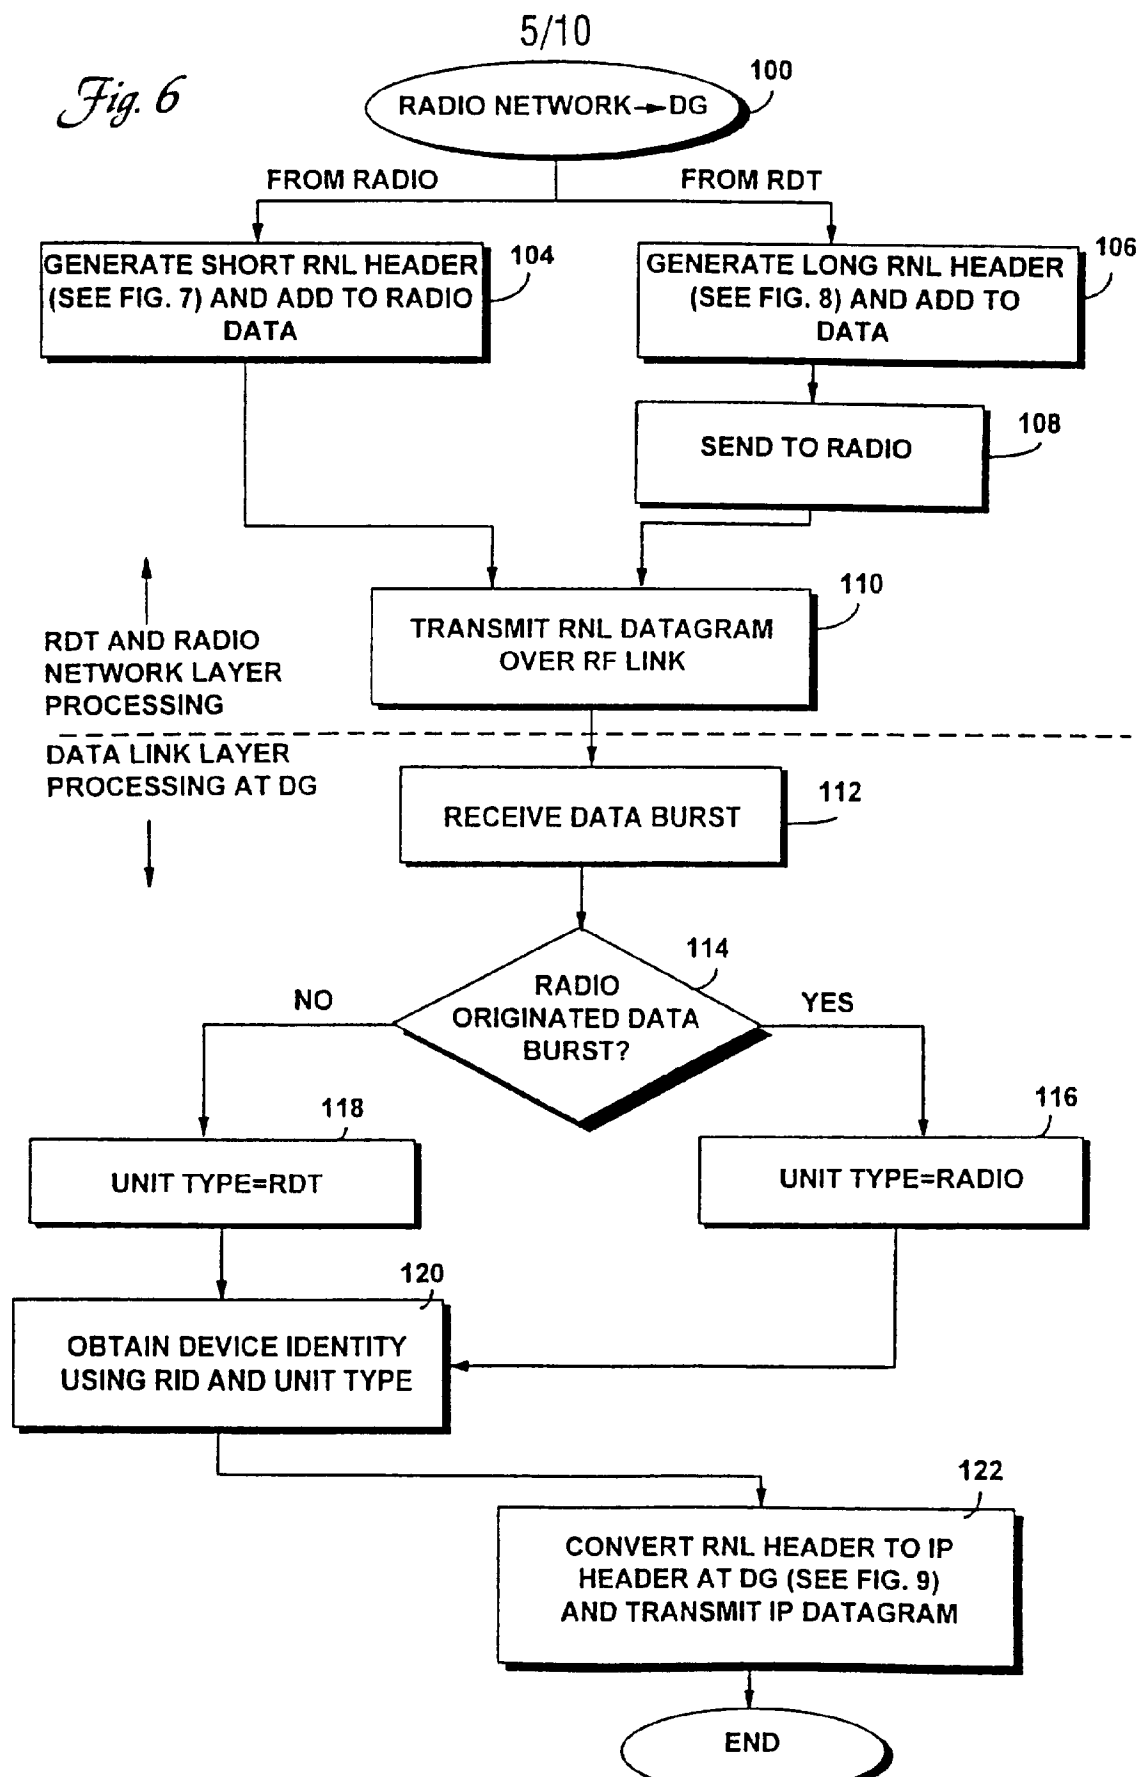 5/10
Fig. 6
100
RADIO NETWORK→DG
FROM RADIO
FROM RDT
104
GENERATE SHORT RNL HEADER
(SEE FIG. 7) AND ADD TO RADIO
DATA
106
GENERATE LONG RNL HEADER
(SEE FIG. 8) AND ADD TO
DATA
108
SEND TO RADIO
110
TRANSMIT RNL DATAGRAM
OVER RF LINK
RDT AND RADIO
NETWORK LAYER
PROCESSING
DATA LINK LAYER
PROCESSING AT DG
112
RECEIVE DATA BURST
114
RADIO
ORIGINATED DATA
BURST?
NO
YES
118
UNIT TYPE=RDT
116
UNIT TYPE=RADIO
120
OBTAIN DEVICE IDENTITY
USING RID AND UNIT TYPE
122
CONVERT RNL HEADER TO IP
HEADER AT DG (SEE FIG. 9)
AND TRANSMIT IP DATAGRAM
END